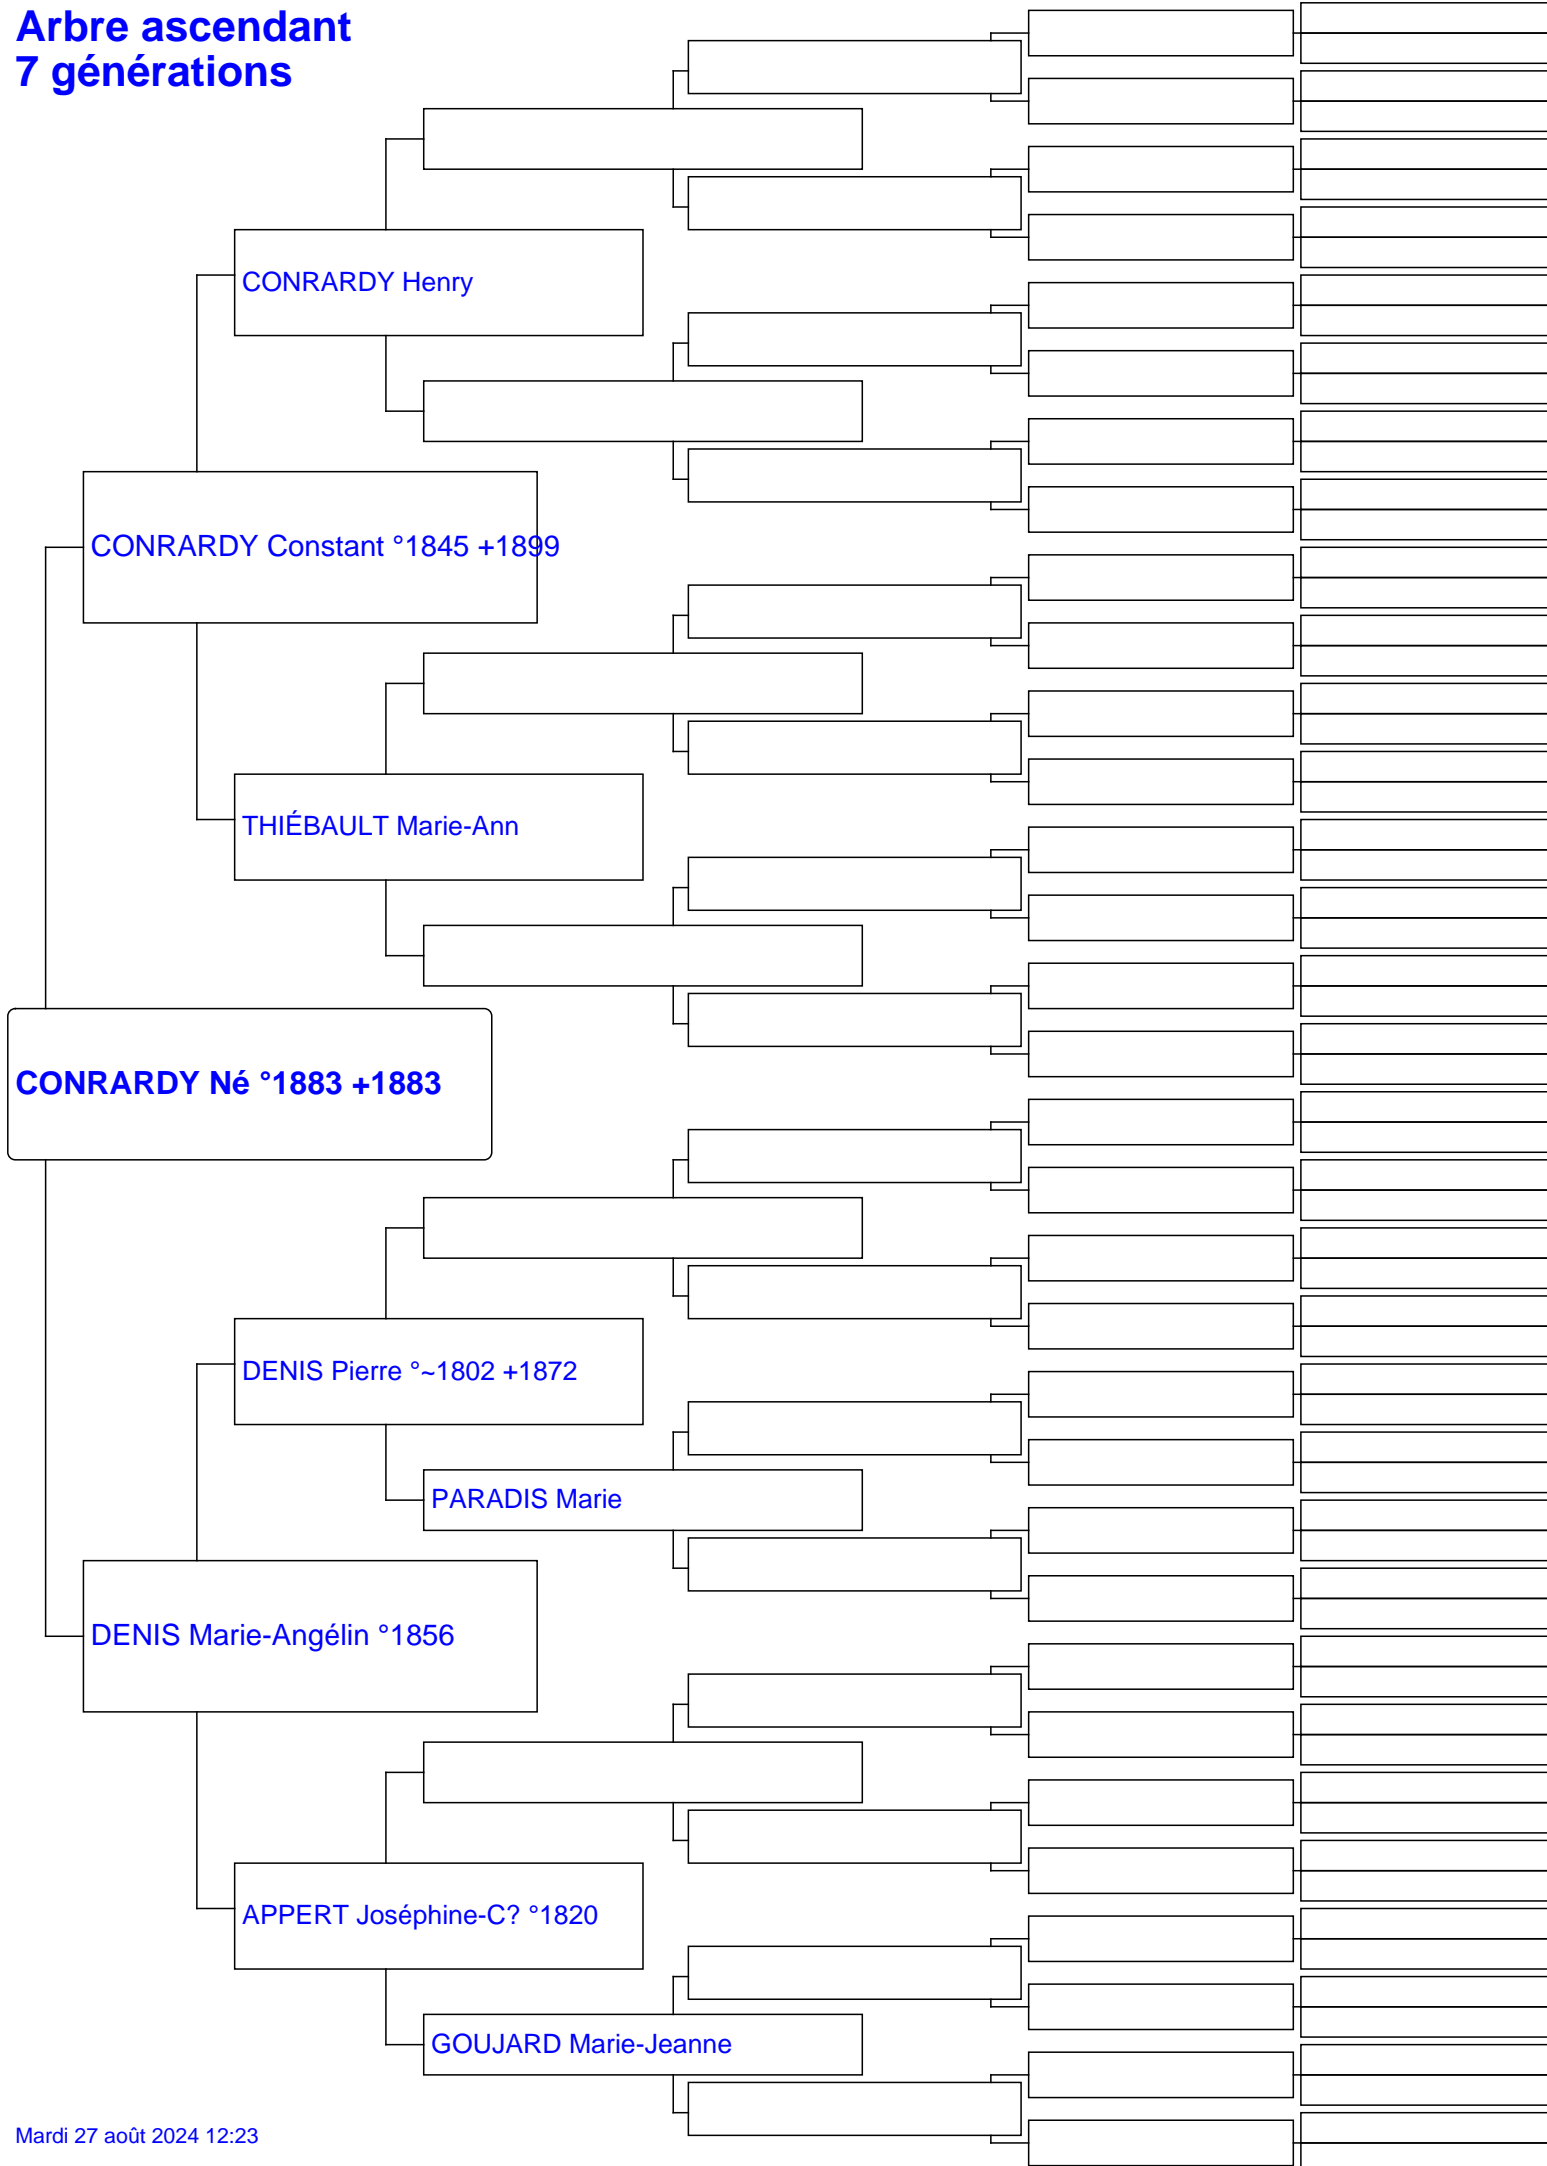 Arbre ascendant
7 générations
CONRARDY Henry
CONRARDY Constant °1845 +1899
THIÉBAULT Marie-Ann
CONRARDY Né °1883 +1883
DENIS Pierre °~1802 +1872
PARADIS Marie
DENIS Marie-Angélin °1856
APPERT Joséphine-C? °1820
GOUJARD Marie-Jeanne
Mardi 27 août 2024 12:23